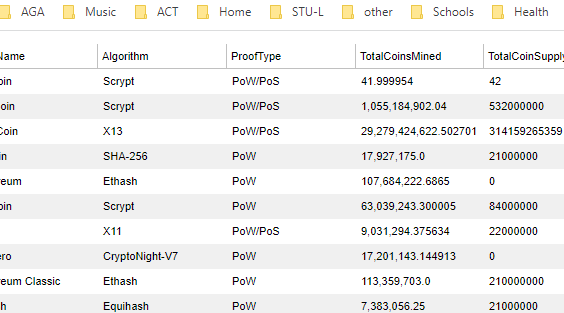 AGA Music ACT Home STU-L other Schools Health
Name Algorithm ProofType TotalCoinsMined TotalCoinSupply
oin Scrypt PoW/PoS 41.999954 42
oin Scrypt PoW/PoS 1,055,184,902.04 532000000
Coin X13 PoW/PoS 29,279,424,622.502701 314159265359
in SHA-256 PoW 17,927,175.0 21000000
reum Ethash PoW 107,684,222.6865 0
oin Scrypt PoW 63,039,243.300005 84000000
X11 PoW/PoS 9,031,294.375634 22000000
ero CryptoNight-V7 PoW 17,201,143.144913 0
reum Classic Ethash PoW 113,359,703.0 210000000
h Equihash PoW 7,383,056.25 21000000